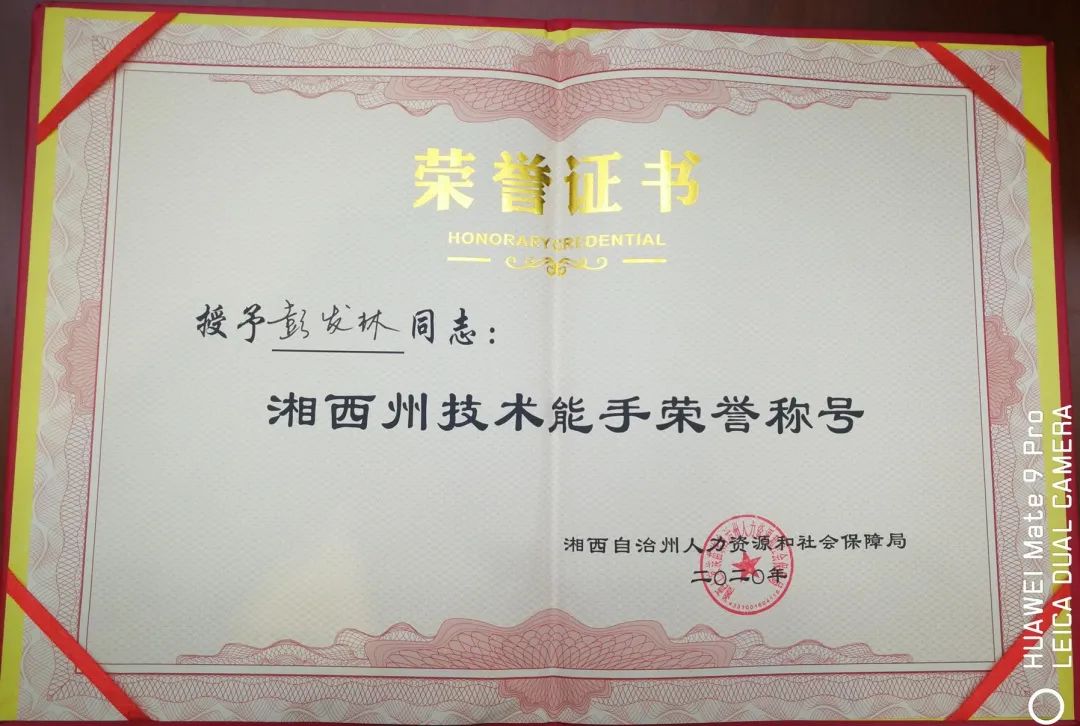 荣誉证书
HONORARY CREDENTIAL
授予彭发林同志：
湘西州技术能手荣誉称号
湘西自治州人力资源和社会保障局
二〇二〇年
HUAWEI Mate 9 Pro
LEICA DUAL CAMERA